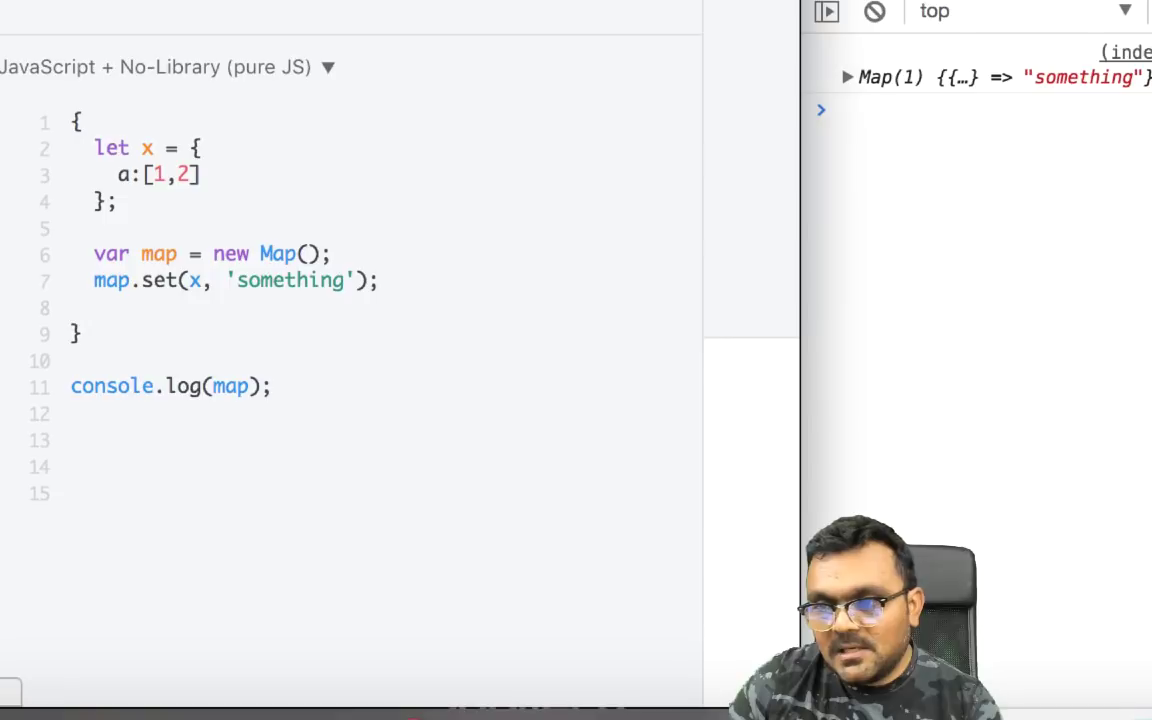 top
(inde
Map(1) {{…} => "something"}
JavaScript + No-Library (pure JS) ▼
1 {
2 let x = {
3 a:[1,2]
4 };
5
6 var map = new Map();
7 map.set(x, 'something');
8
9 }
10
11 console.log(map);
12
13
14
15